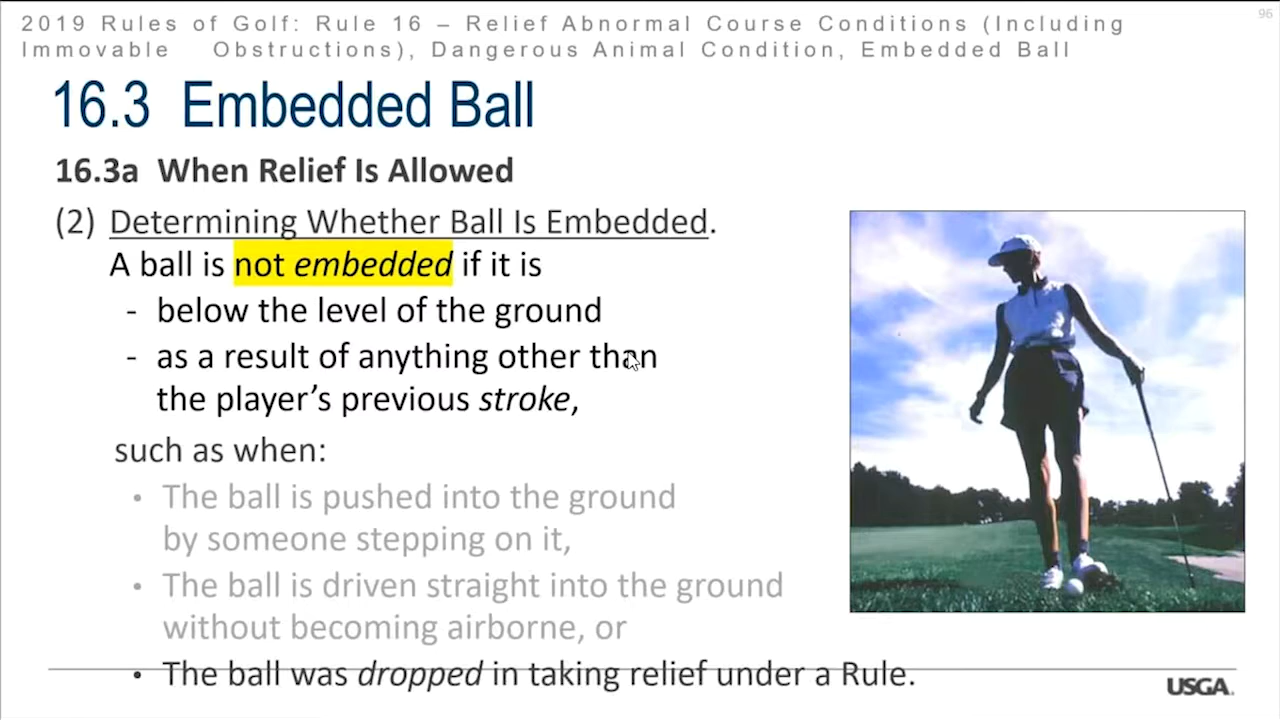 96
2019 Rules of Golf: Rule 16 – Relief Abnormal Course Conditions (Including
Immovable Obstructions), Dangerous Animal Condition, Embedded Ball
16.3 Embedded Ball
16.3a When Relief Is Allowed
(2) Determining Whether Ball Is Embedded.
A ball is not embedded if it is
- below the level of the ground
- as a result of anything other than
the player’s previous stroke,
such as when:
• The ball is pushed into the ground
by someone stepping on it,
• The ball is driven straight into the ground
without becoming airborne, or
• The ball was dropped in taking relief under a Rule.
USGA.